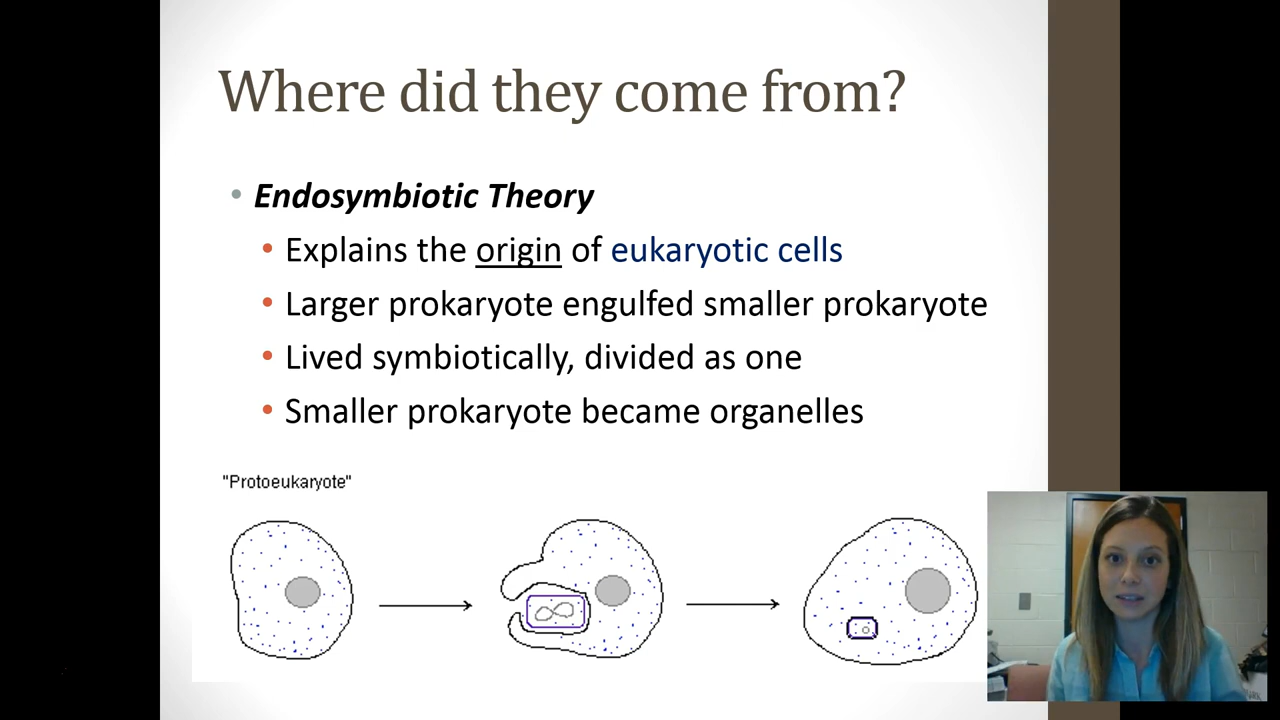 Where did they come from?
• Endosymbiotic Theory
• Explains the origin of eukaryotic cells
• Larger prokaryote engulfed smaller prokaryote
• Lived symbiotically, divided as one
• Smaller prokaryote became organelles
"Protoeukaryote"